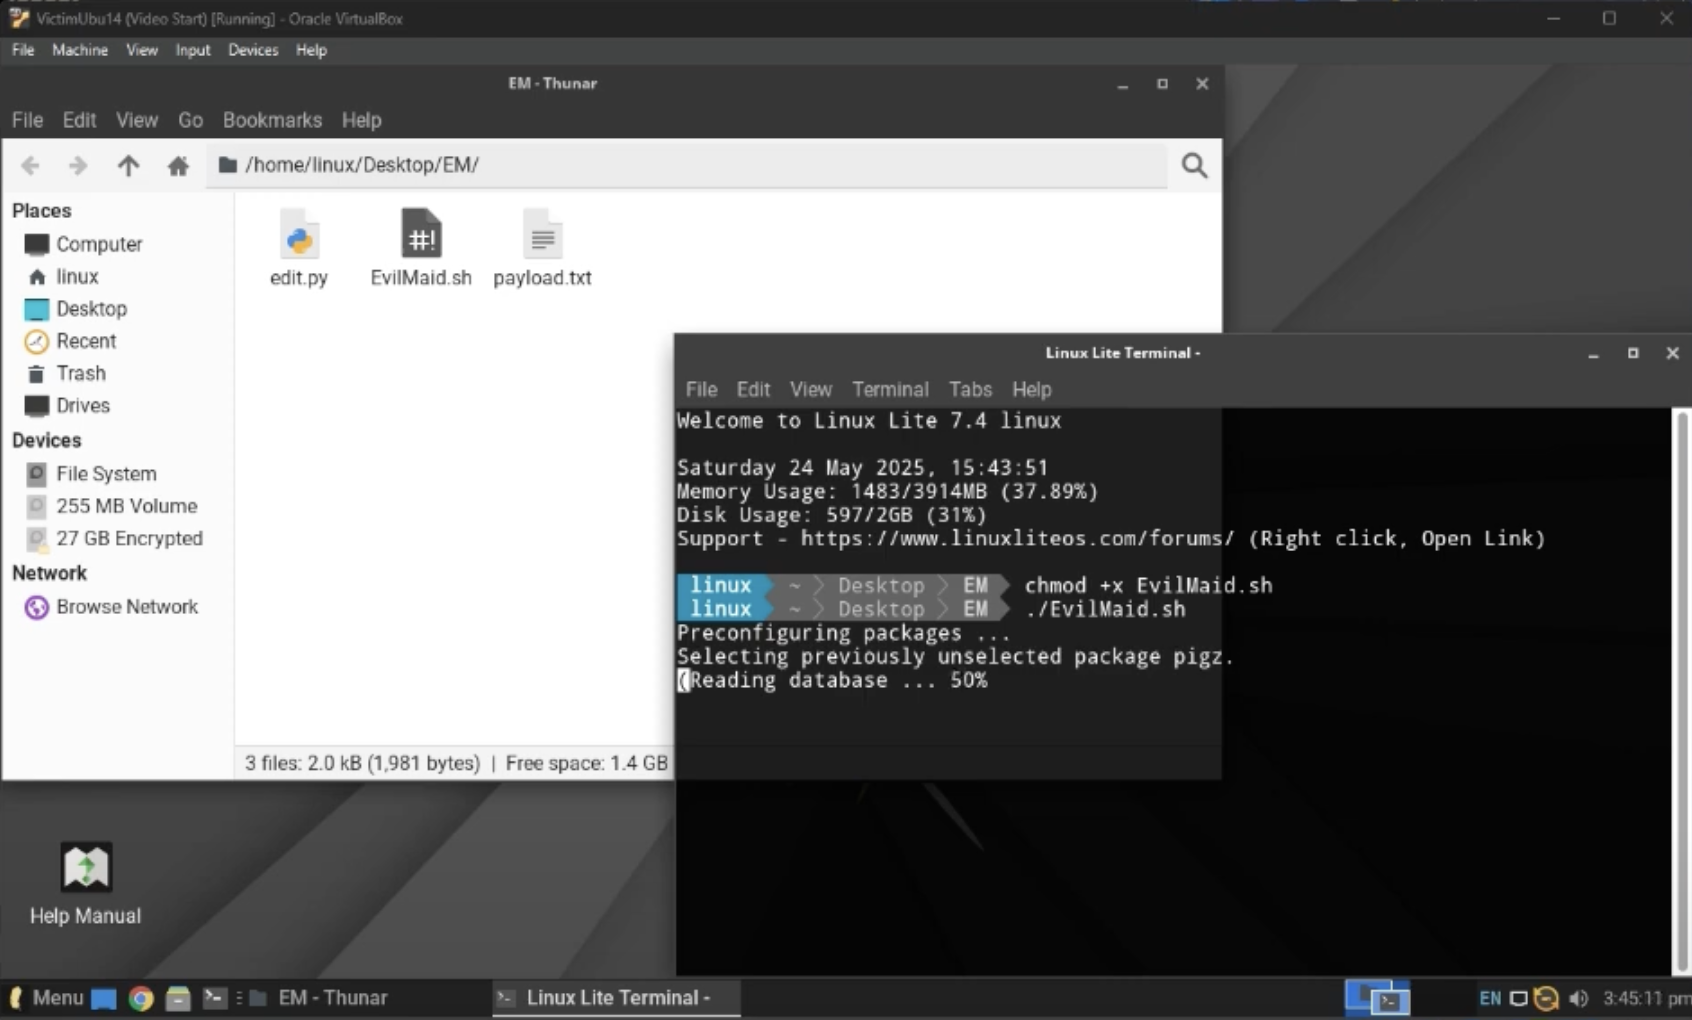 VictimUbu14 (Video Start) [Running] - Oracle VirtualBox
File Machine View Input Devices Help
EM - Thunar
File Edit View Go Bookmarks Help
/home/linux/Desktop/EM/
Places
Computer
linux
Desktop
Recent
Trash
Drives
Devices
File System
255 MB Volume
27 GB Encrypted
Network
Browse Network
edit.py
#!
EvilMaid.sh
payload.txt
3 files: 2.0 kB (1,981 bytes) | Free space: 1.4 GB
Linux Lite Terminal -
File Edit View Terminal Tabs Help
Welcome to Linux Lite 7.4 linux
Saturday 24 May 2025, 15:43:51
Memory Usage: 1483/3914MB (37.89%)
Disk Usage: 597/2GB (31%)
Support - https://www.linuxliteos.com/forums/ (Right click, Open Link)
linux ~ Desktop EM chmod +x EvilMaid.sh
linux ~ Desktop EM ./EvilMaid.sh
Preconfiguring packages ...
Selecting previously unselected package pigz.
(Reading database ... 50%
Help Manual
Menu EM - Thunar Linux Lite Terminal - EN 3:45:11 pm